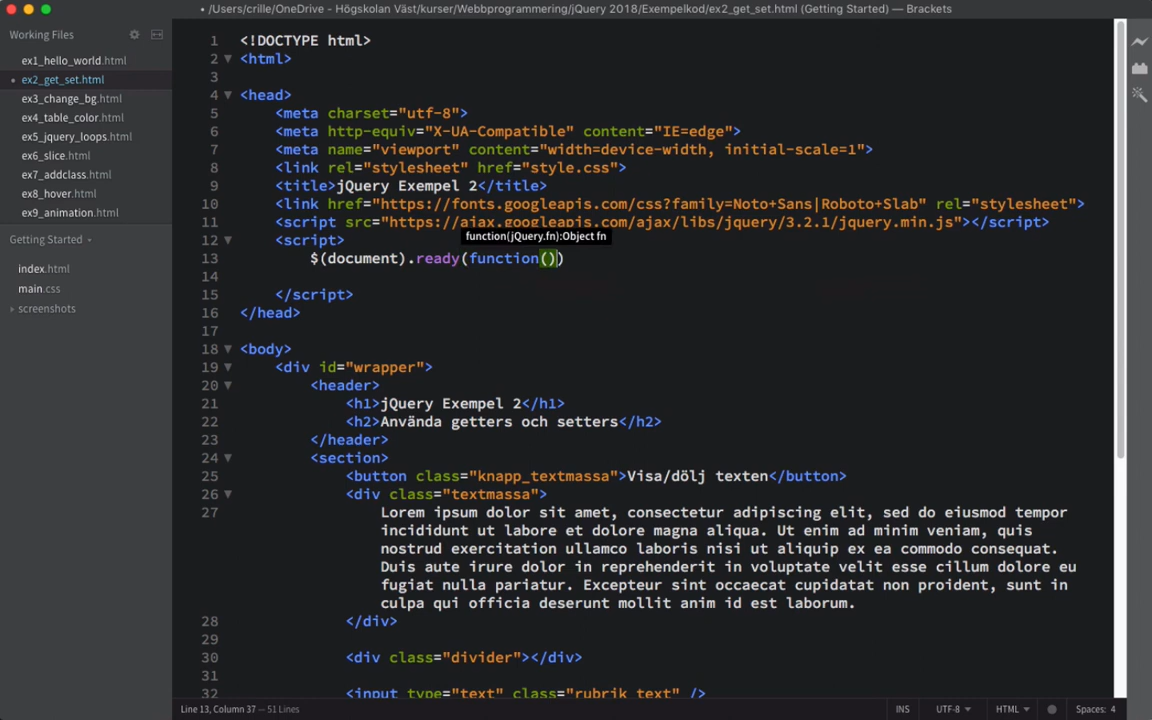 • /Users/crille/OneDrive - Högskolan Väst/kurser/Webbprogrammering/jQuery 2018/Exempelkod/ex2_get_set.html (Getting Started) — Brackets
Working Files
ex1_hello_world.html
• ex2_get_set.html
ex3_change_bg.html
ex4_table_color.html
ex5_jquery_loops.html
ex6_slice.html
ex7_addclass.html
ex8_hover.html
ex9_animation.html
Getting Started
index.html
main.css
screenshots
1 <!DOCTYPE html>
2 <html>
3
4 <head>
5 <meta charset="utf-8">
6 <meta http-equiv="X-UA-Compatible" content="IE=edge">
7 <meta name="viewport" content="width=device-width, initial-scale=1">
8 <link rel="stylesheet" href="style.css">
9 <title>jQuery Exempel 2</title>
10 <link href="https://fonts.googleapis.com/css?family=Noto+Sans|Roboto+Slab" rel="stylesheet">
11 <script src="https://ajax.googleapis.com/ajax/libs/jquery/3.2.1/jquery.min.js"></script>
function(jQuery.fn):Object fn
12 <script>
13 $(document).ready(function())
14
15 </script>
16 </head>
17
18 <body>
19 <div id="wrapper">
20 <header>
21 <h1>jQuery Exempel 2</h1>
22 <h2>Använda getters och setters</h2>
23 </header>
24 <section>
25 <button class="knapp_textmassa">Visa/dölj texten</button>
26 <div class="textmassa">
27 Lorem ipsum dolor sit amet, consectetur adipiscing elit, sed do eiusmod tempor
incididunt ut labore et dolore magna aliqua. Ut enim ad minim veniam, quis
nostrud exercitation ullamco laboris nisi ut aliquip ex ea commodo consequat.
Duis aute irure dolor in reprehenderit in voluptate velit esse cillum dolore eu
fugiat nulla pariatur. Excepteur sint occaecat cupidatat non proident, sunt in
culpa qui officia deserunt mollit anim id est laborum.
28 </div>
29
30 <div class="divider"></div>
31
32 <input type="text" class="rubrik_text" />
Line 13, Column 37 — 51 Lines
INS UTF-8 HTML Spaces: 4